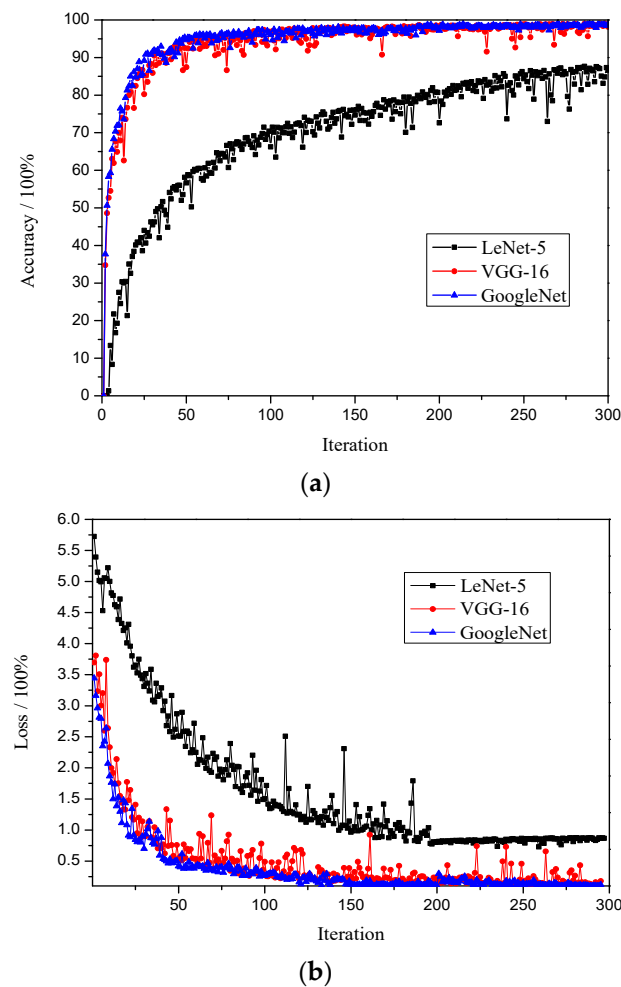 100
90
80
70
60
50
40
30
20
10
0
Accuracy / 100%
LeNet-5
VGG-16
GoogleNet
0 50 100 150 200 250 300
Iteration
(a)
6.0
5.5
5.0
4.5
4.0
3.5
3.0
2.5
2.0
1.5
1.0
0.5
Loss / 100%
LeNet-5
VGG-16
GoogleNet
50 100 150 200 250 300
Iteration
(b)